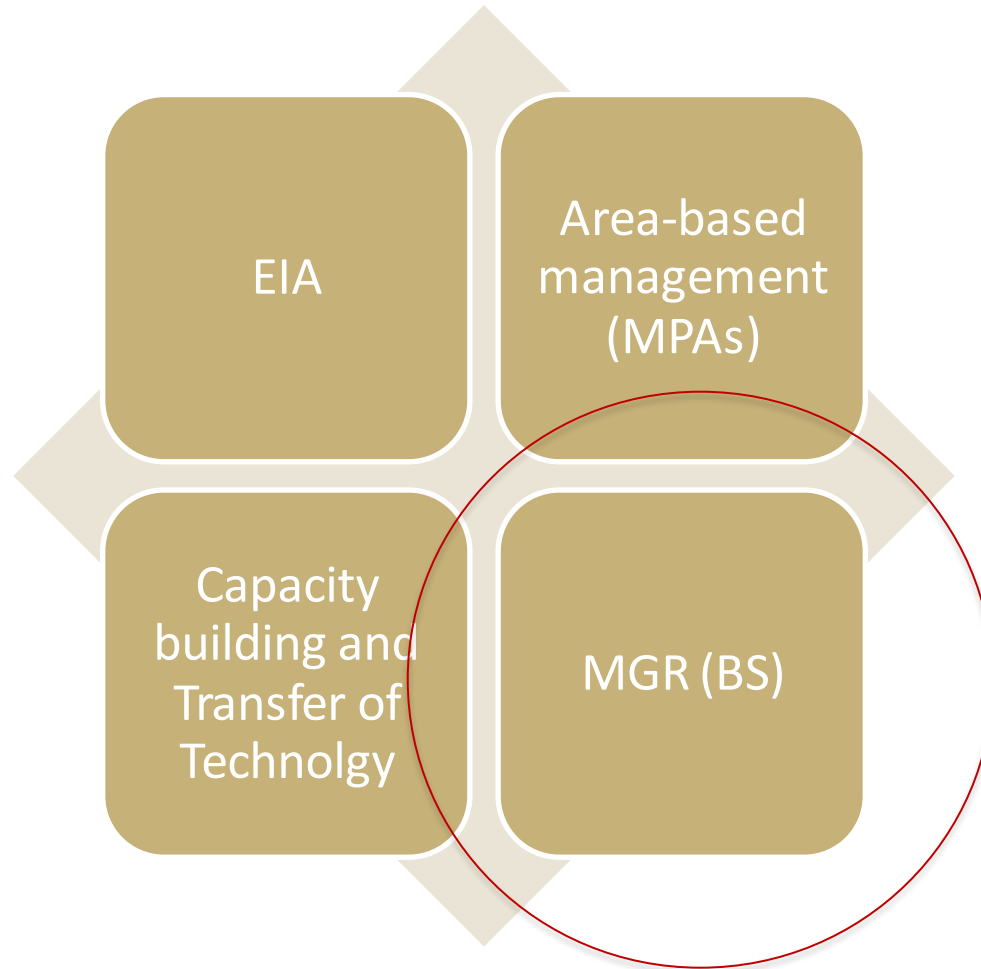 EIA
Area-based
management
(MPAs)
Capacity
building and
Transfer of
Technolgy
MGR (BS)